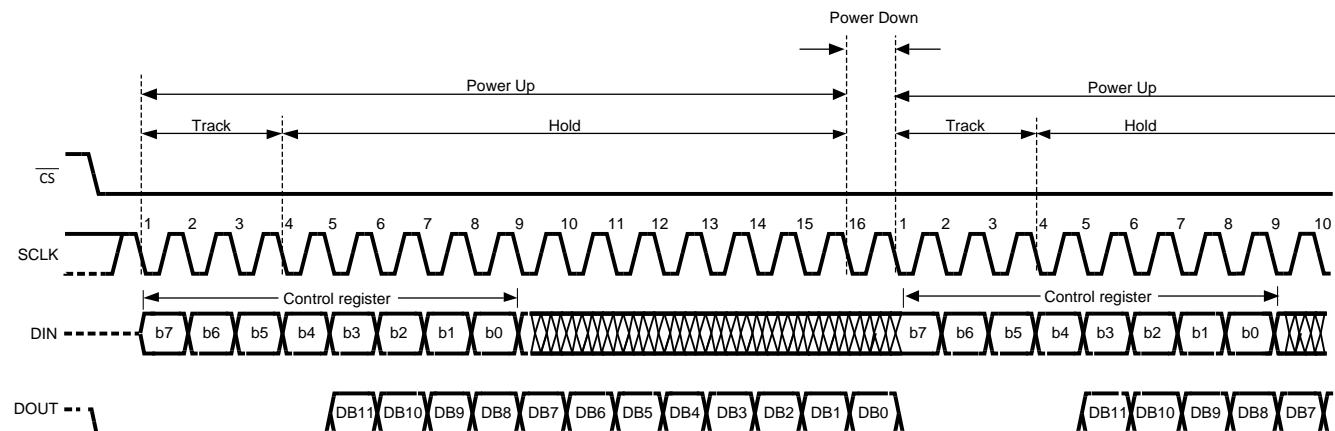 Power Down
Power Up Power Up
Track Hold Track Hold
CS
1 2 3 4 5 6 7 8 9 10 11 12 13 14 15 16 1 2 3 4 5 6 7 8 9 10
SCLK
Control register Control register
DIN b7 b6 b5 b4 b3 b2 b1 b0 b7 b6 b5 b4 b3 b2 b1 b0
DOUT DB11 DB10 DB9 DB8 DB7 DB6 DB5 DB4 DB3 DB2 DB1 DB0 DB11 DB10 DB9 DB8 DB7